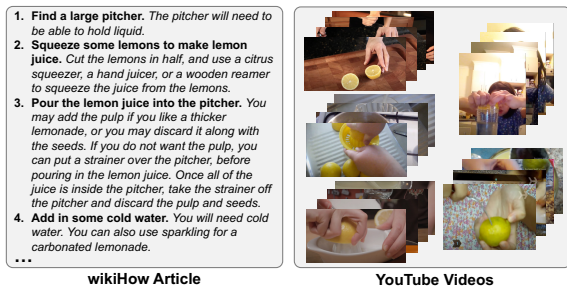 1. Find a large pitcher. The pitcher will need to
be able to hold liquid.
2. Squeeze some lemons to make lemon
juice. Cut the lemons in half, and use a citrus
squeezer, a hand juicer, or a wooden reamer
to squeeze the juice from the lemons.
3. Pour the lemon juice into the pitcher. You
may add the pulp if you like a thicker
lemonade, or you may discard it along with
the seeds. If you do not want the pulp, you
can put a strainer over the pitcher, before
pouring in the lemon juice. Once all of the
juice is inside the pitcher, take the strainer off
the pitcher and discard the pulp and seeds.
4. Add in some cold water. You will need cold
water. You can also use sparkling for a
carbonated lemonade.
...
wikiHow Article
YouTube Videos